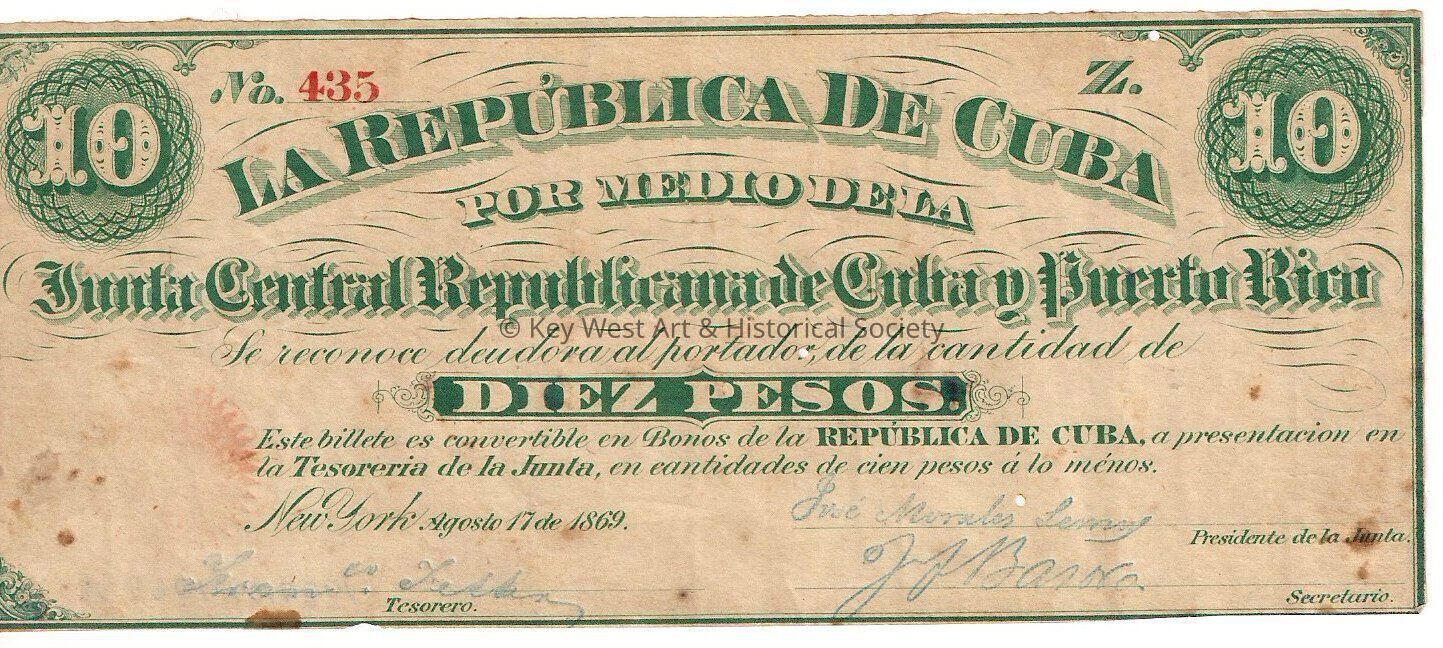 10 No. 435 Z. 10
LA REPÚBLICA DE CUBA
POR MEDIO DE LA
Junta Central Republicana de Cuba y Puerto Rico
© Key West Art & Historical Society
Se reconoce deudora al portador, de la cantidad de
DIEZ PESOS.
Este billete es convertible en Bonos de la REPÚBLICA DE CUBA, a presentacion en
la Tesoreria de la Junta, en cantidades de cien pesos á lo ménos.
New York Agosto 17 de 1869.
José Morales Lemus
Presidente de la Junta.
Tesorero.
Secretario.